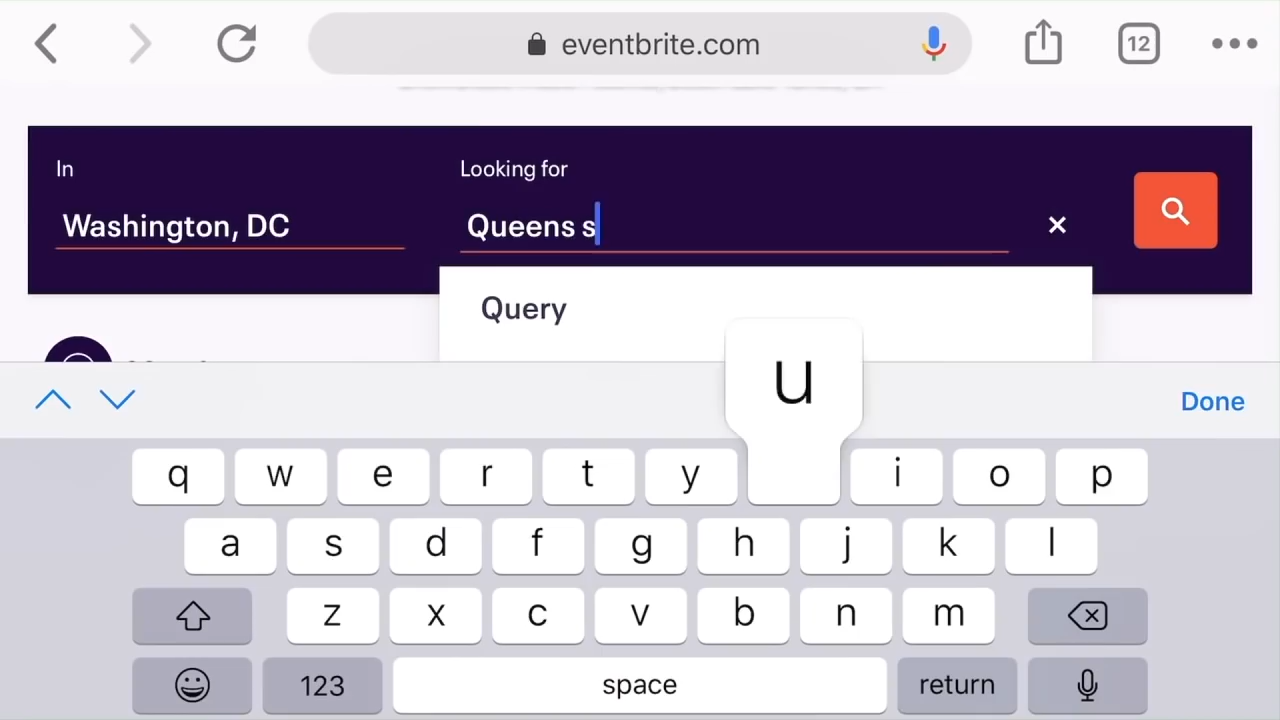 eventbrite.com
12
In
Looking for
Washington, DC
Queens s
Query
u
Done
q w e r t y i o p
a s d f g h j k l
z x c v b n m
123 space return